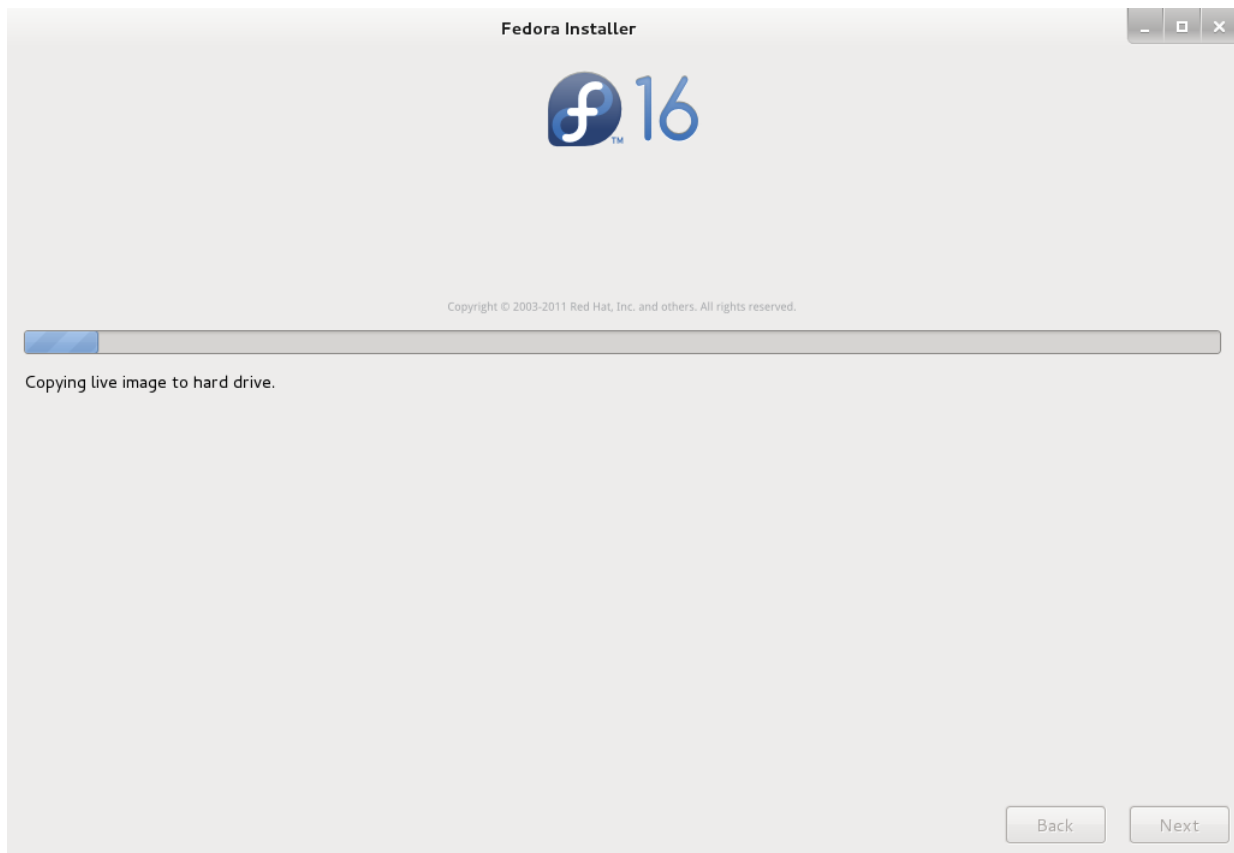 Fedora Installer
16
TM
Copyright © 2003-2011 Red Hat, Inc. and others. All rights reserved.
Copying live image to hard drive.
Back
Next